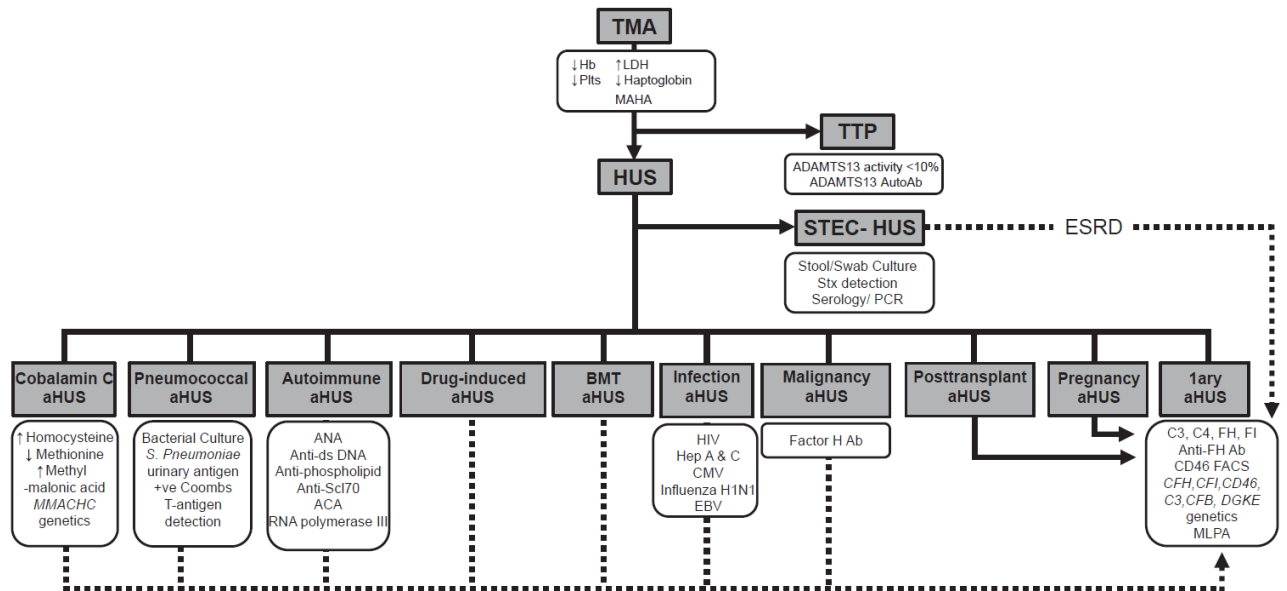 TMA
↓Hb ↑LDH
↓Plts ↓Haptoglobin
MAHA
TTP
ADAMTS13 activity <10%
ADAMTS13 AutoAb
HUS
STEC- HUS
ESRD
Stool/Swab Culture
Stx detection
Serology/ PCR
Cobalamin C
aHUS
↑Homocysteine
↓ Methionine
↑Methyl
-malonic acid
MMACHC
genetics
Pneumococcal
aHUS
Bacterial Culture
S. Pneumoniae
urinary antigen
+ve Coombs
T-antigen
detection
Autoimmune
aHUS
ANA
Anti-ds DNA
Anti-phospholipid
Anti-Scl70
ACA
RNA polymerase III
Drug-induced
aHUS
BMT
aHUS
Infection
aHUS
HIV
Hep A & C
CMV
Influenza H1N1
EBV
Malignancy
aHUS
Factor H Ab
Posttransplant
aHUS
Pregnancy
aHUS
1ary
aHUS
C3, C4, FH, FI
Anti-FH Ab
CD46 FACS
CFH,CFI,CD46,
C3,CFB, DGKE
genetics
MLPA